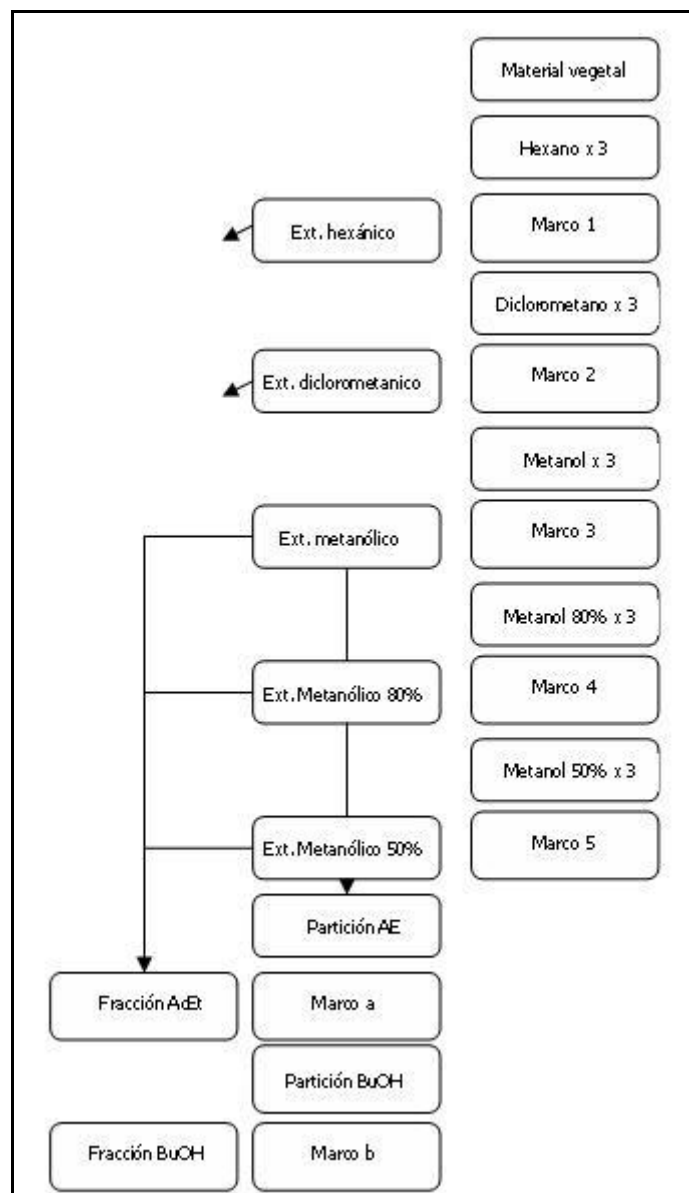 Material vegetal
Hexano x 3
Ext. hexánico
Marco 1
Diclorometano x 3
Ext. diclorometanico
Marco 2
Metanol x 3
Ext. metanólico
Marco 3
Metanol 80% x 3
Ext. Metanólico 80%
Marco 4
Metanol 50% x 3
Ext. Metanólico 50%
Marco 5
Partición AE
Fracción AcEt
Marco a
Partición BuOH
Fracción BuOH
Marco b